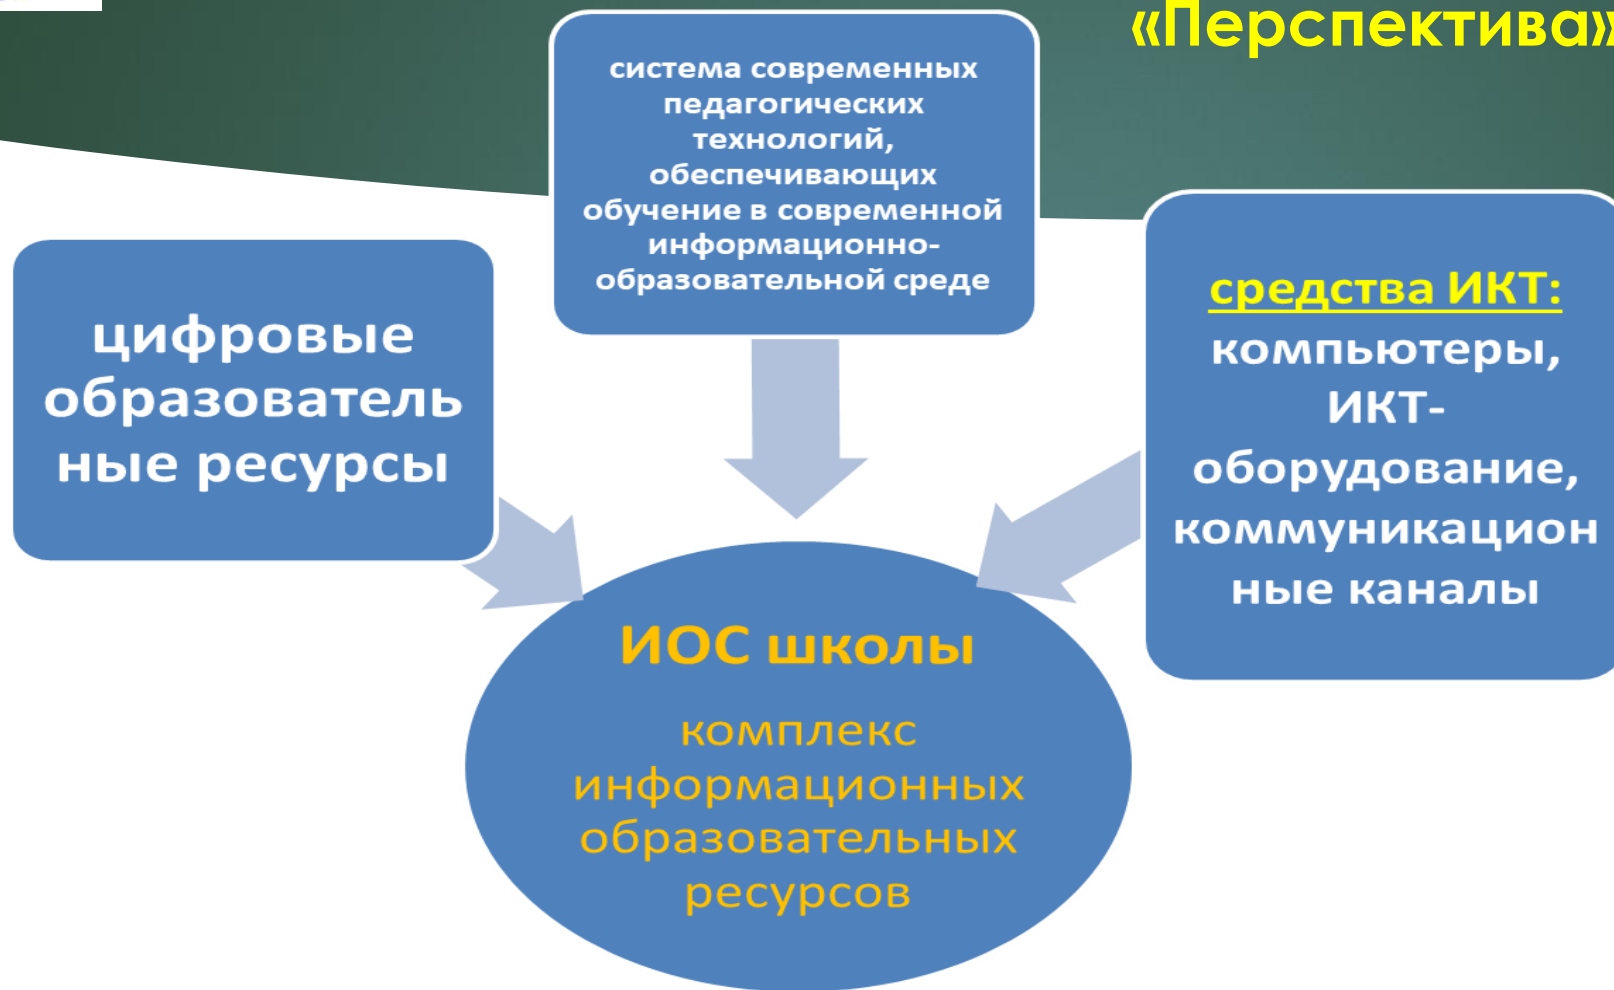 «Перспектива»
система современных
педагогических
технологий,
обеспечивающих
обучение в современной
информационно-
образовательной среде
цифровые
образователь
ные ресурсы
средства ИКТ:
компьютеры,
ИКТ-
оборудование,
коммуникацион
ные каналы
ИОС школы
комплекс
информационных
образовательных
ресурсов